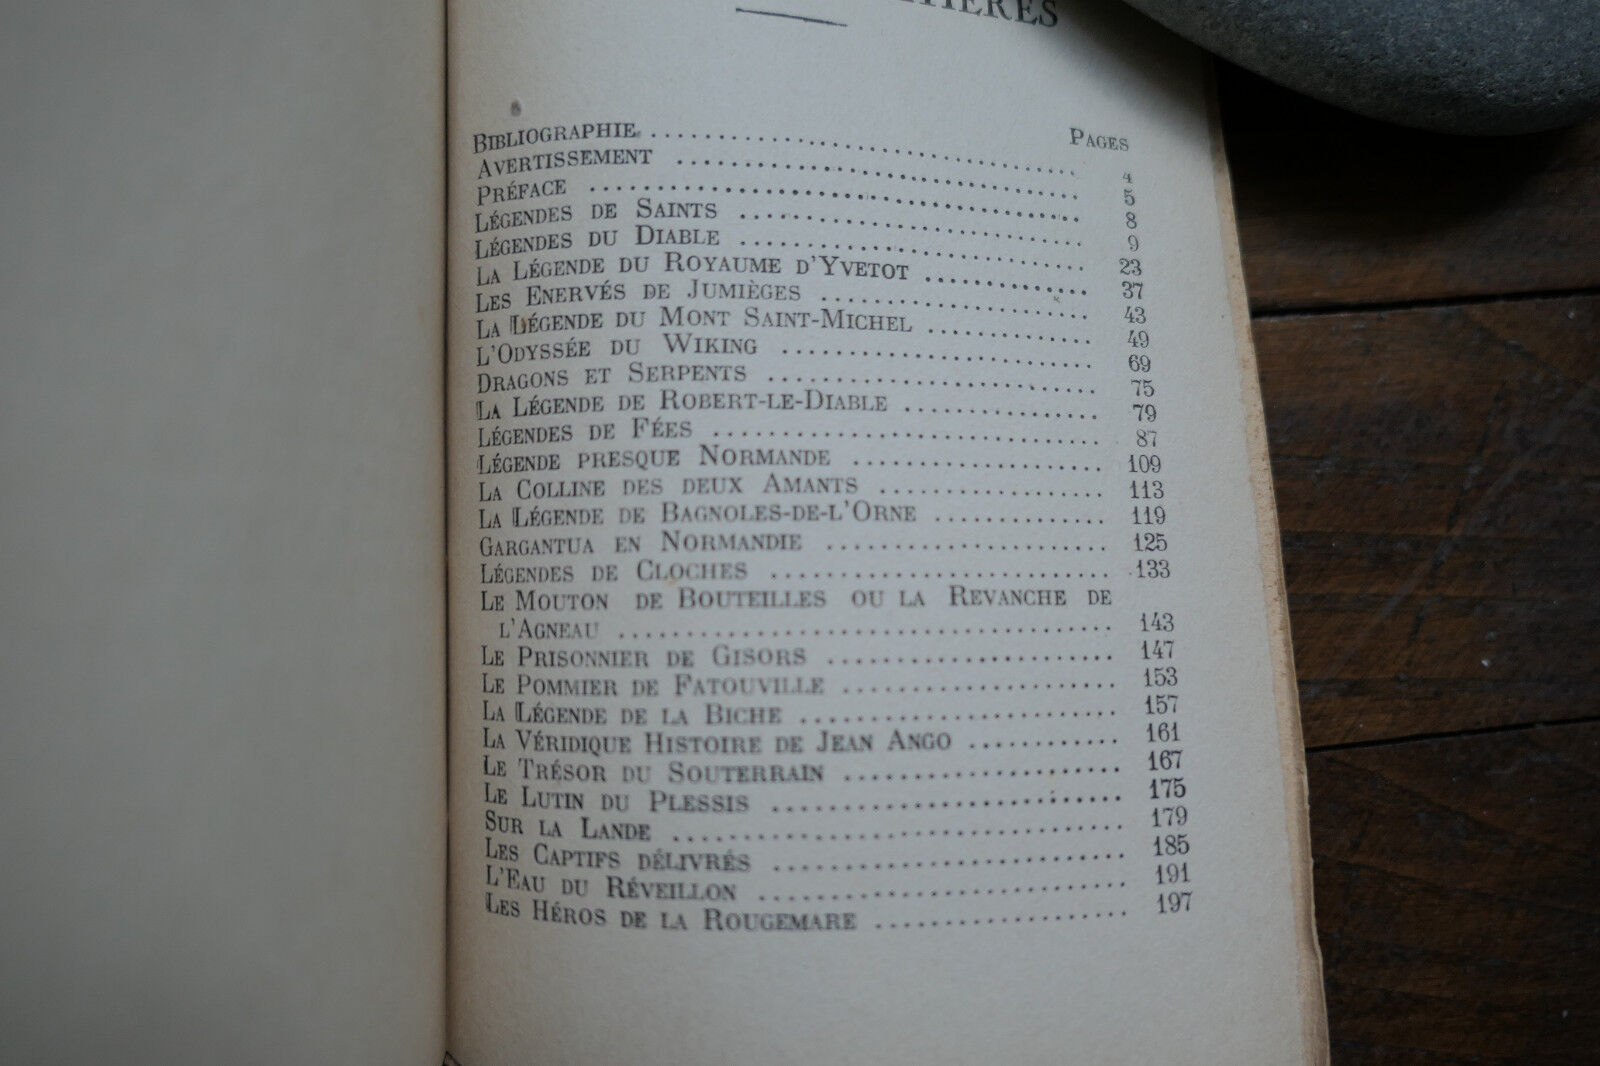 Pages
Bibliographie 4
Avertissement 5
Préface 8
Légendes de Saints 9
Légendes du Diable 23
La Légende du Royaume d'Yvetot 37
Les Enervés de Jumièges 43
La Légende du Mont Saint-Michel 49
L'Odyssée du Wiking 69
Dragons et Serpents 75
La Légende de Robert-le-Diable 79
Légendes de Fées 87
Légende presque Normande 109
La Colline des deux Amants 113
La Légende de Bagnoles-de-l'Orne 119
Gargantua en Normandie 125
Légendes de Cloches 133
Le Mouton de Bouteilles ou la Revanche de
l'Agneau 143
Le Prisonnier de Gisors 147
Le Pommier de Fatouville 153
La Légende de la Biche 157
La Véridique Histoire de Jean Ango 161
Le Trésor du Souterrain 167
Le Lutin du Plessis 175
Sur la Lande 179
Les Captifs délivrés 185
L'Eau du Réveillon 191
Les Héros de la Rougemare 197